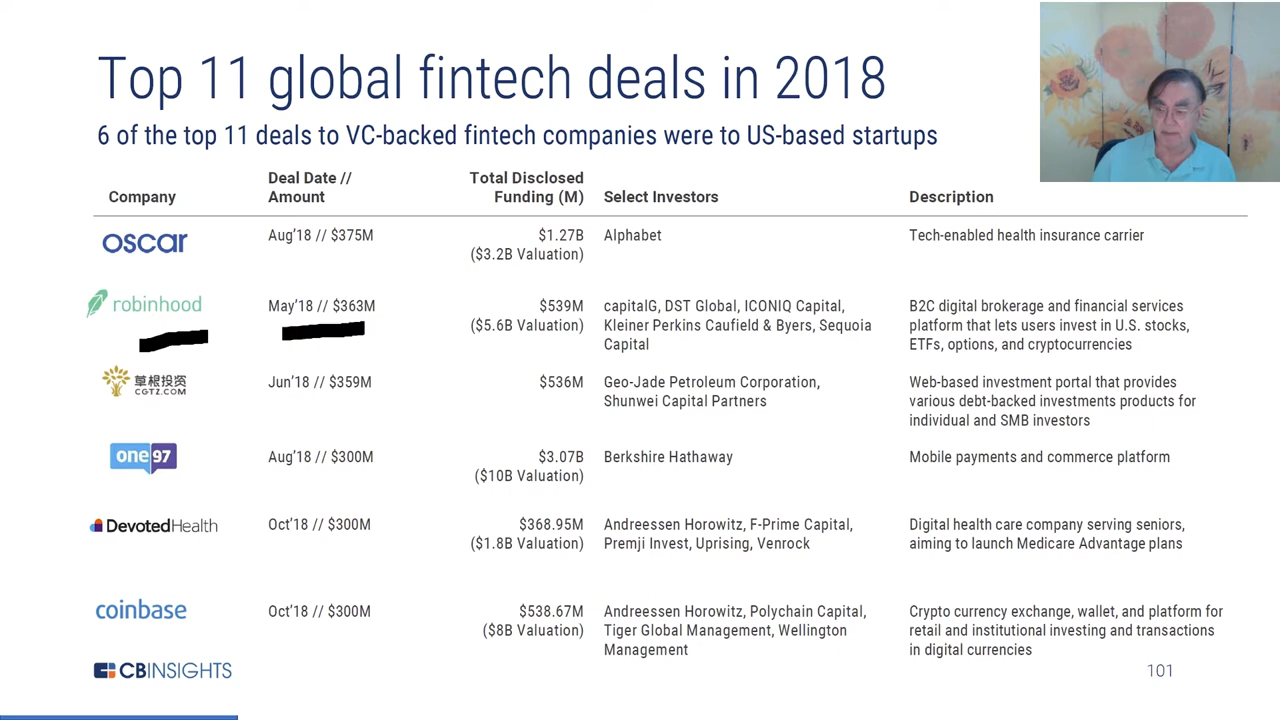 Top 11 global fintech deals in 2018
6 of the top 11 deals to VC-backed fintech companies were to US-based startups
Company
Deal Date //
Amount
Total Disclosed
Funding (M)
Select Investors
Description
oscar
Aug'18 // $375M
$1.27B
($3.2B Valuation)
Alphabet
Tech-enabled health insurance carrier
robinhood
May'18 // $363M
$539M
($5.6B Valuation)
capitalG, DST Global, ICONIQ Capital,
Kleiner Perkins Caufield & Byers, Sequoia
Capital
B2C digital brokerage and financial services
platform that lets users invest in U.S. stocks,
ETFs, options, and cryptocurrencies
草根投资
CGTZ.COM
Jun'18 // $359M
$536M
Geo-Jade Petroleum Corporation,
Shunwei Capital Partners
Web-based investment portal that provides
various debt-backed investments products for
individual and SMB investors
one97
Aug'18 // $300M
$3.07B
($10B Valuation)
Berkshire Hathaway
Mobile payments and commerce platform
DevotedHealth
Oct'18 // $300M
$368.95M
($1.8B Valuation)
Andreessen Horowitz, F-Prime Capital,
Premji Invest, Uprising, Venrock
Digital health care company serving seniors,
aiming to launch Medicare Advantage plans
coinbase
Oct'18 // $300M
$538.67M
($8B Valuation)
Andreessen Horowitz, Polychain Capital,
Tiger Global Management, Wellington
Management
Crypto currency exchange, wallet, and platform for
retail and institutional investing and transactions
in digital currencies
CBINSIGHTS
101